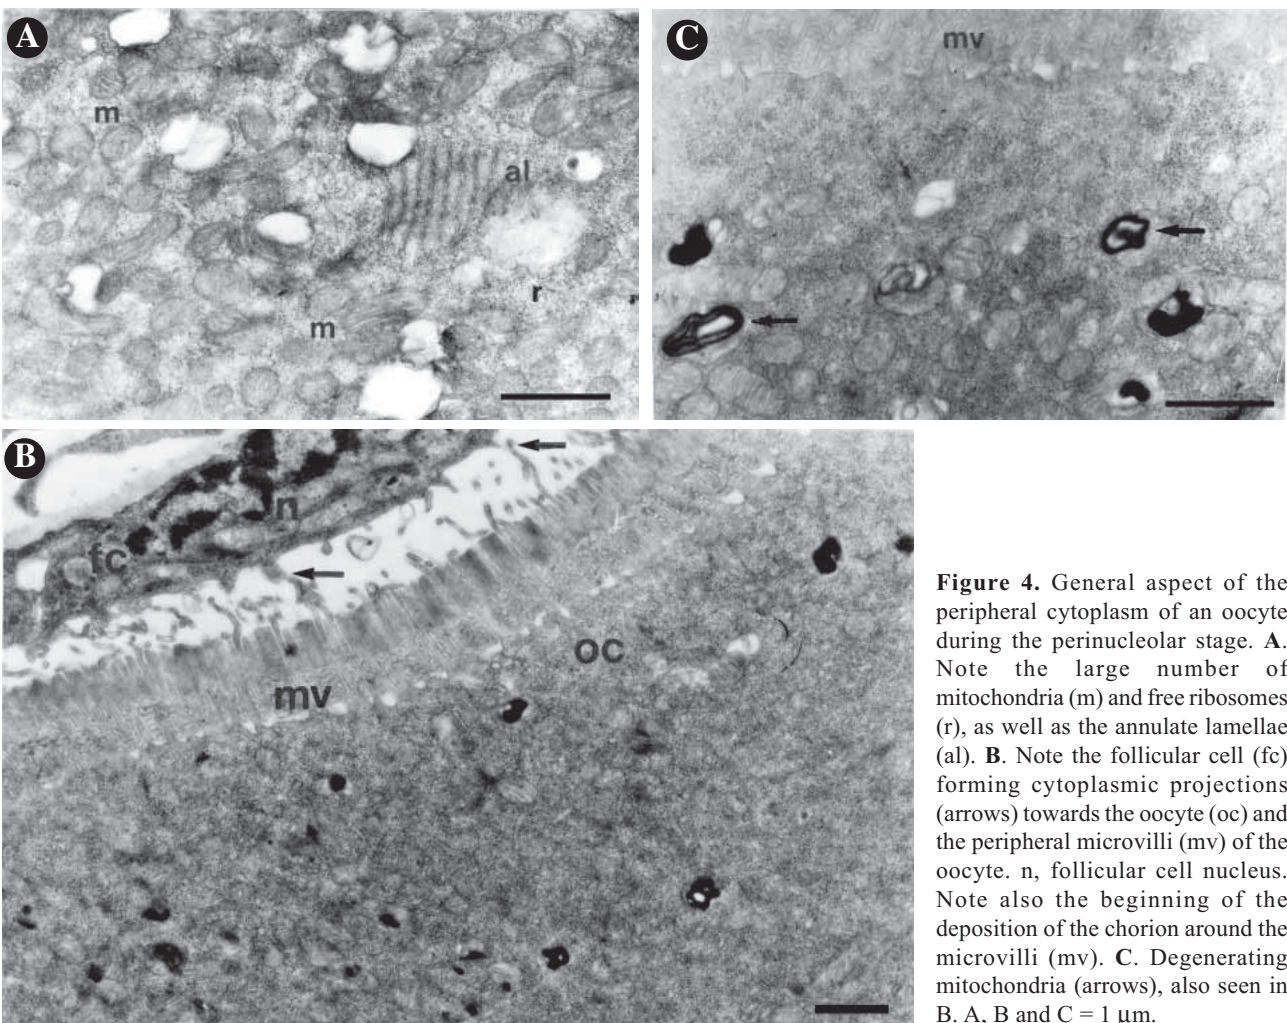 A
m
al
r
m
C
mv
B
n
fc
oc
mv
Figure 4. General aspect of the
peripheral cytoplasm of an oocyte
during the perinucleolar stage. A.
Note the large number of
mitochondria (m) and free ribosomes
(r), as well as the annulate lamellae
(al). B. Note the follicular cell (fc)
forming cytoplasmic projections
(arrows) towards the oocyte (oc) and
the peripheral microvilli (mv) of the
oocyte. n, follicular cell nucleus.
Note also the beginning of the
deposition of the chorion around the
microvilli (mv). C. Degenerating
mitochondria (arrows), also seen in
B. A, B and C = 1 μm.